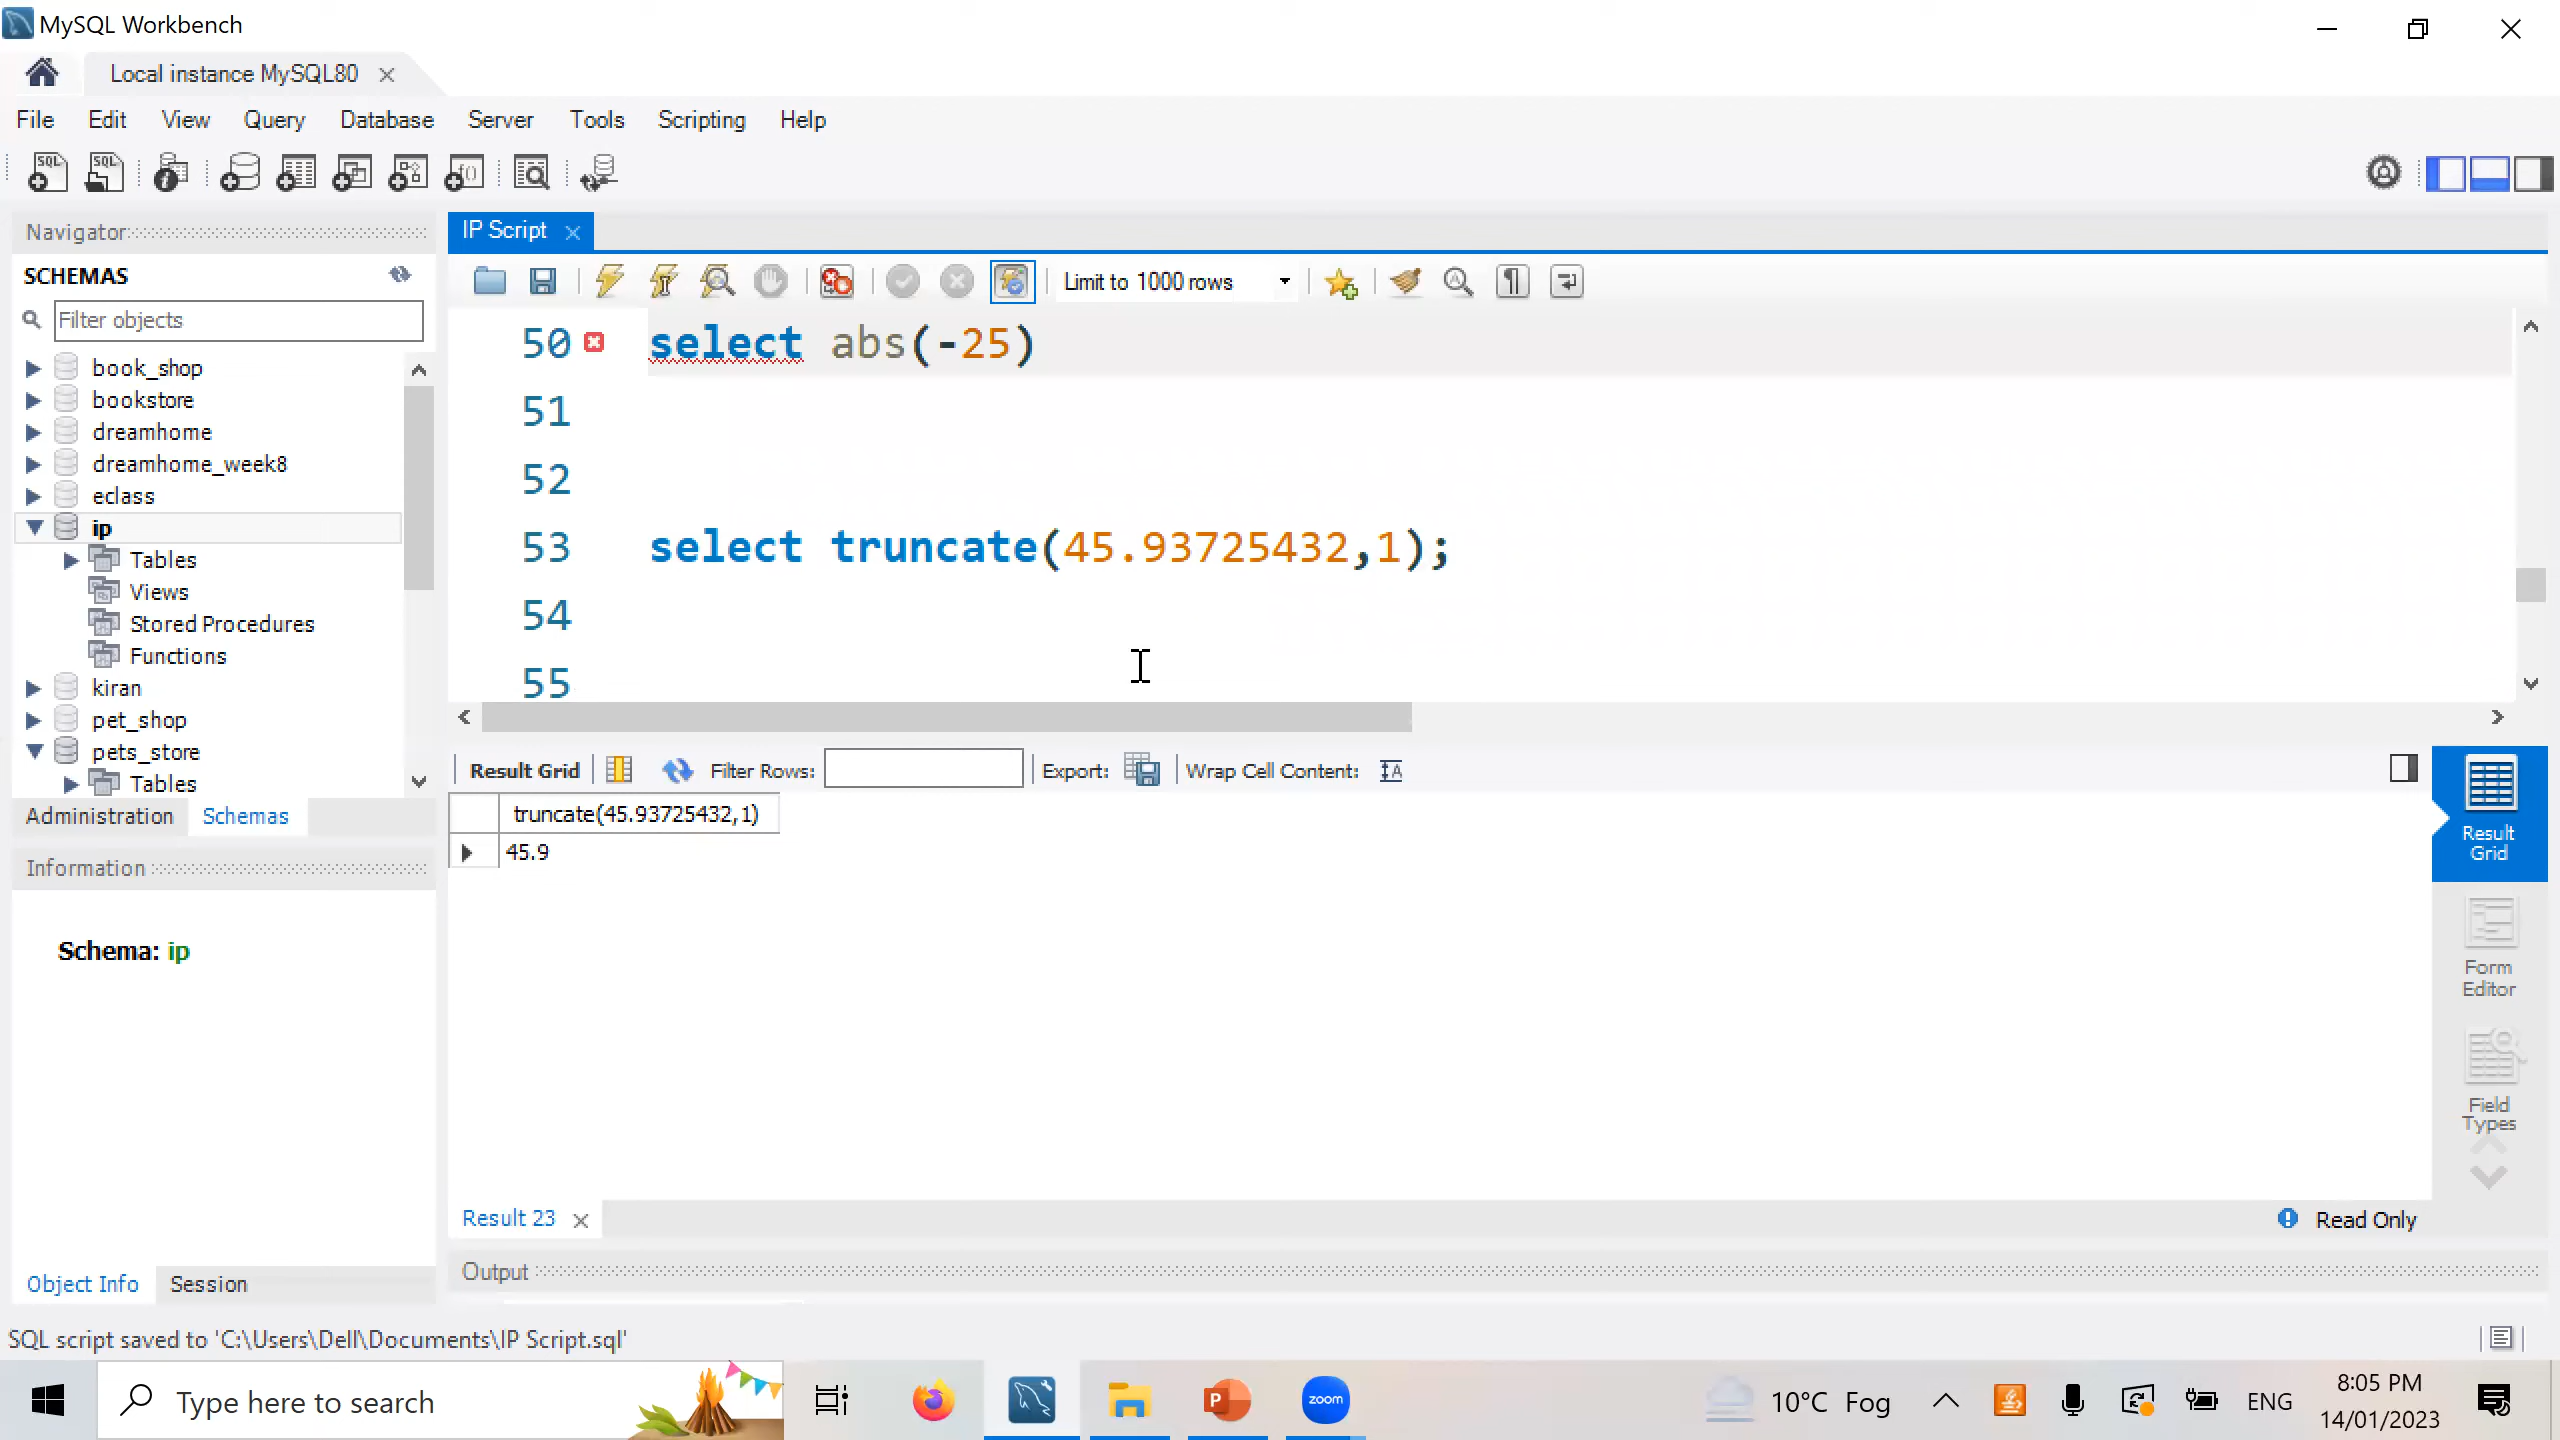 MySQL Workbench
Local instance MySQL80
File Edit View Query Database Server Tools Scripting Help
Navigator
IP Script
SCHEMAS
Limit to 1000 rows
Filter objects
book_shop
bookstore
dreamhome
dreamhome_week8
eclass
ip
Tables
Views
Stored Procedures
Functions
kiran
pet_shop
pets_store
Tables
50 select abs(-25)
51
52
53 select truncate(45.93725432,1);
54
55
Administration Schemas
Result Grid Filter Rows: Export: Wrap Cell Content:
truncate(45.93725432,1)
45.9
Result
Grid
Form
Editor
Field
Types
Information
Schema: ip
Result 23
Read Only
Object Info Session
Output
SQL script saved to 'C:\Users\Dell\Documents\IP Script.sql'
Type here to search
zoom
10°C Fog
ENG
8:05 PM
14/01/2023